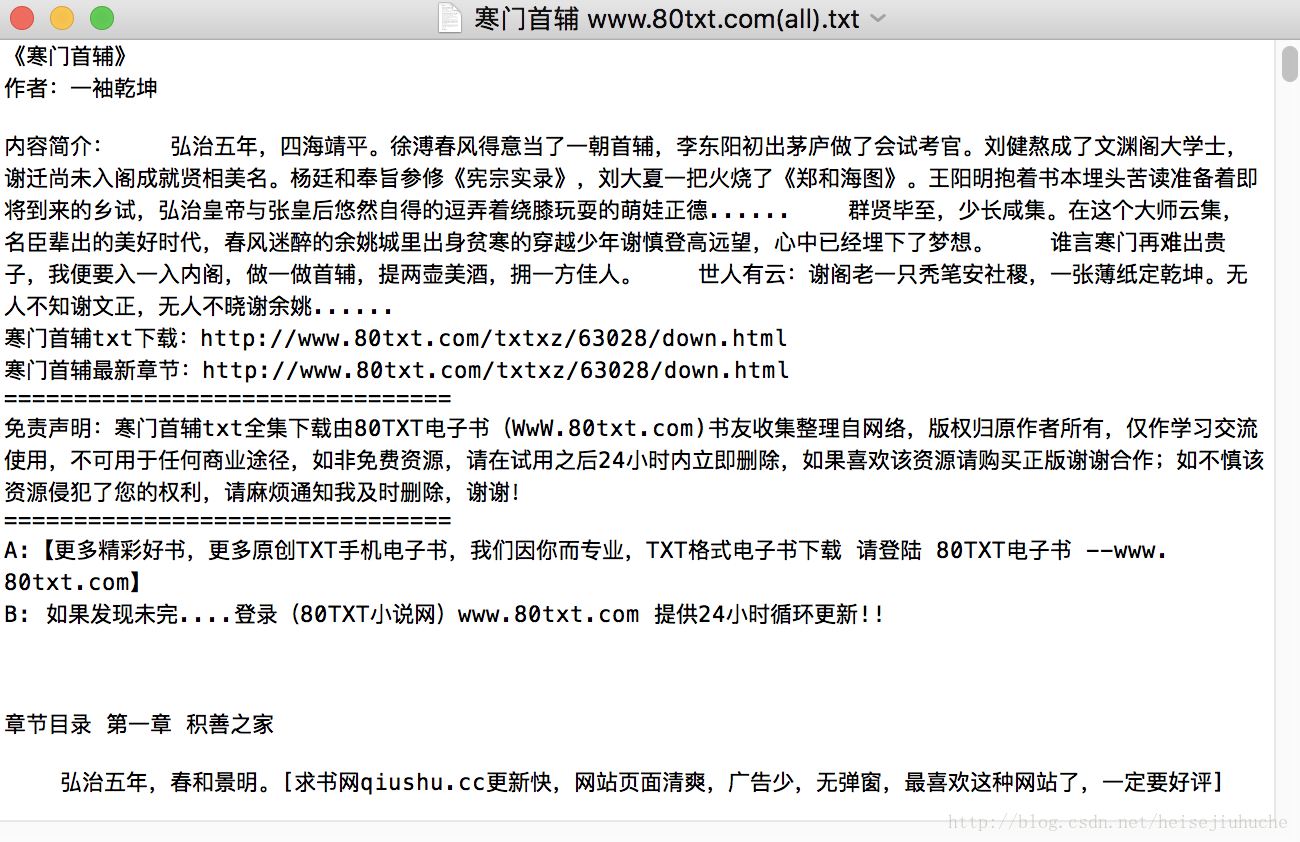 寒门首辅 www.80txt.com(all).txt
《寒门首辅》
作者：一袖乾坤
内容简介： 弘治五年，四海靖平。徐溥春风得意当了一朝首辅，李东阳初出茅庐做了会试考官。刘健熬成了文渊阁大学士，
谢迁尚未入阁成就贤相美名。杨廷和奉旨参修《宪宗实录》，刘大夏一把火烧了《郑和海图》。王阳明抱着书本埋头苦读准备着即
将到来的乡试，弘治皇帝与张皇后悠然自得的逗弄着绕膝玩耍的萌娃正德...... 群贤毕至，少长咸集。在这个大师云集，
名臣辈出的美好时代，春风迷醉的余姚城里出身贫寒的穿越少年谢慎登高远望，心中已经埋下了梦想。 谁言寒门再难出贵
子，我便要入一入内阁，做一做首辅，提两壶美酒，拥一方佳人。 世人有云：谢阁老一只秃笔安社稷，一张薄纸定乾坤。无
人不知谢文正，无人不晓谢余姚......
寒门首辅txt下载：http://www.80txt.com/txtxz/63028/down.html
寒门首辅最新章节：http://www.80txt.com/txtxz/63028/down.html
================================
免责声明：寒门首辅txt全集下载由80TXT电子书（WwW.80txt.com)书友收集整理自网络，版权归原作者所有，仅作学习交流
使用，不可用于任何商业途径，如非免费资源，请在试用之后24小时内立即删除，如果喜欢该资源请购买正版谢谢合作；如不慎该
资源侵犯了您的权利，请麻烦通知我及时删除，谢谢！
================================
A:【更多精彩好书，更多原创TXT手机电子书，我们因你而专业，TXT格式电子书下载 请登陆 80TXT电子书 --www.
80txt.com】
B: 如果发现未完....登录（80TXT小说网）www.80txt.com 提供24小时循环更新!!
章节目录 第一章 积善之家
弘治五年，春和景明。[求书网qiushu.cc更新快，网站页面清爽，广告少，无弹窗，最喜欢这种网站了，一定要好评]
http://blog.csdn.net/heisejiuhuche